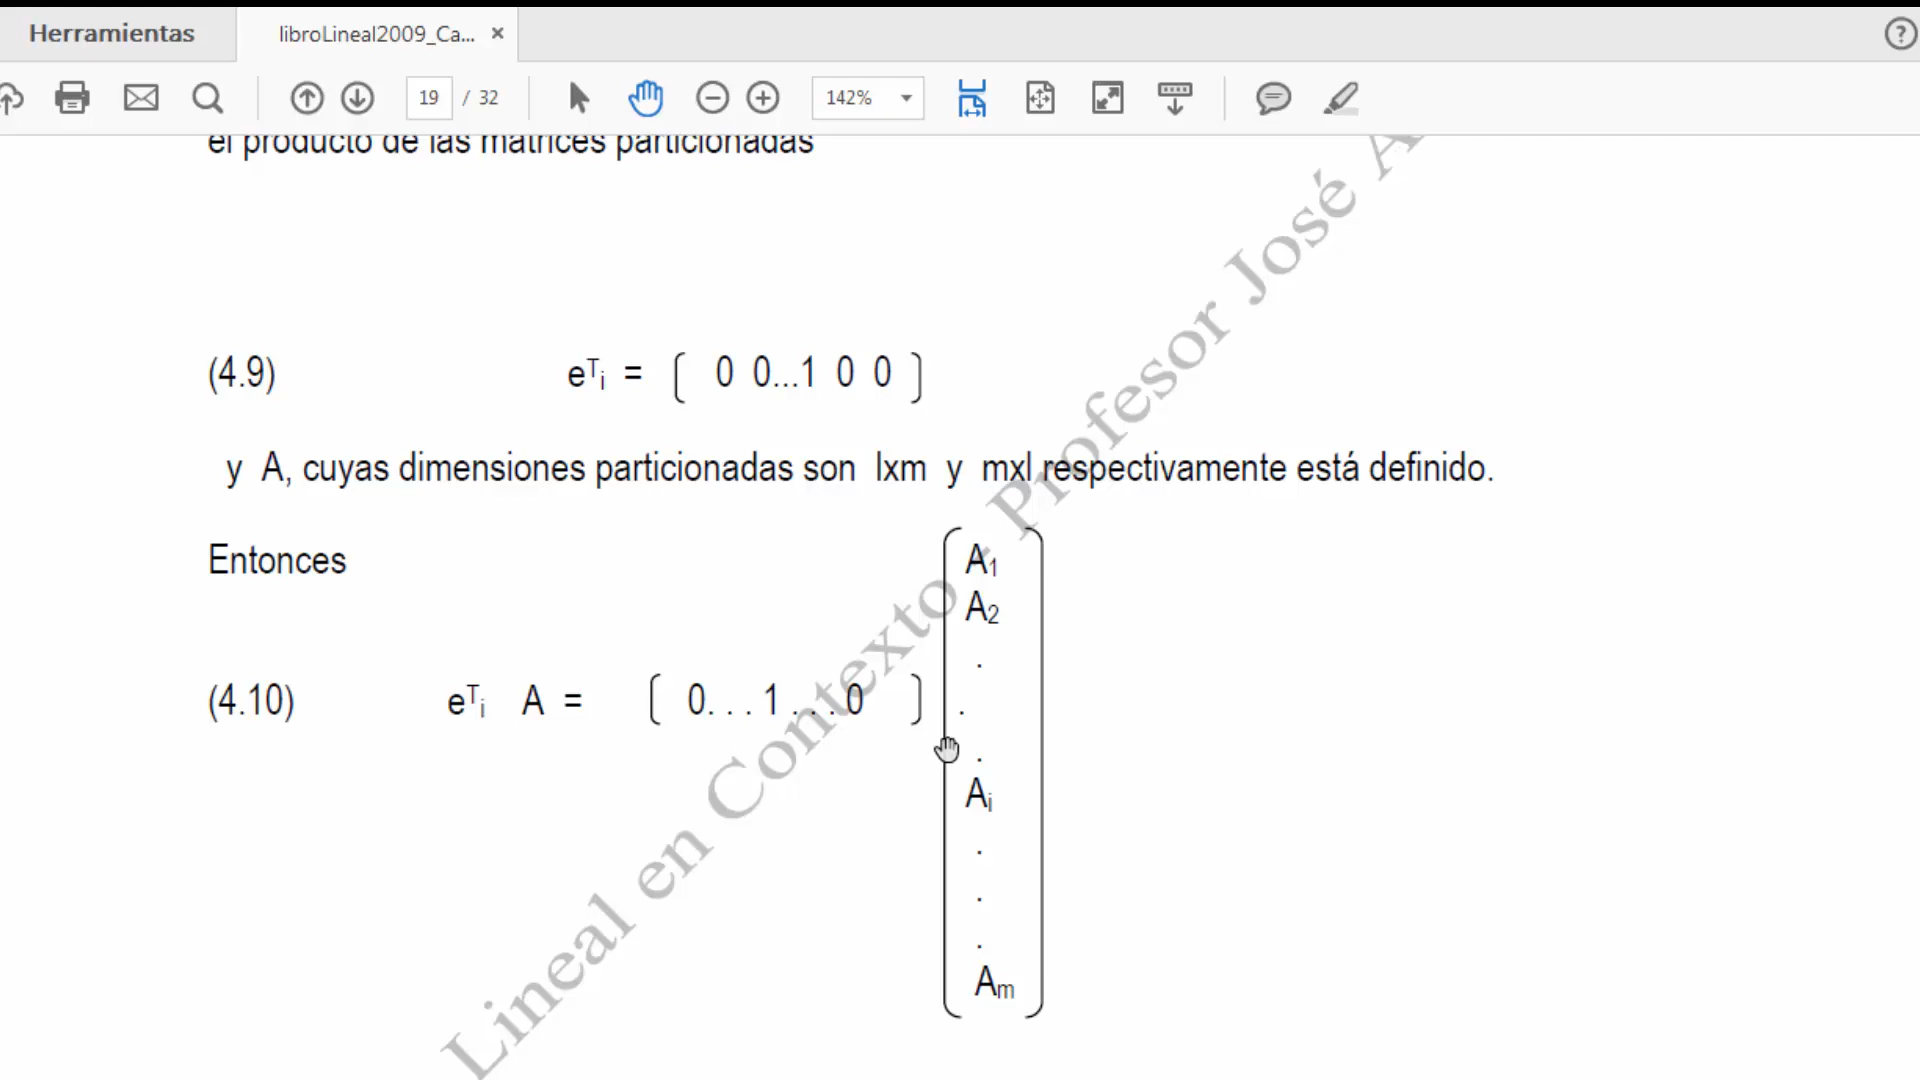 Herramientas
libroLineal2009_Ca... ×
19 / 32
142%
el producto de las matrices particionadas
(4.9) eᵀᵢ = [ 0 0...1 0 0 ]
y A, cuyas dimensiones particionadas son lxm y mxl respectivamente está definido.
Entonces
A₁
A₂
.
(4.10) eᵀᵢ A = [ 0. . . 1 . . . 0 ] .
.
Aᵢ
.
.
.
Aₘ
Lineal en Contexto - Profesor José A